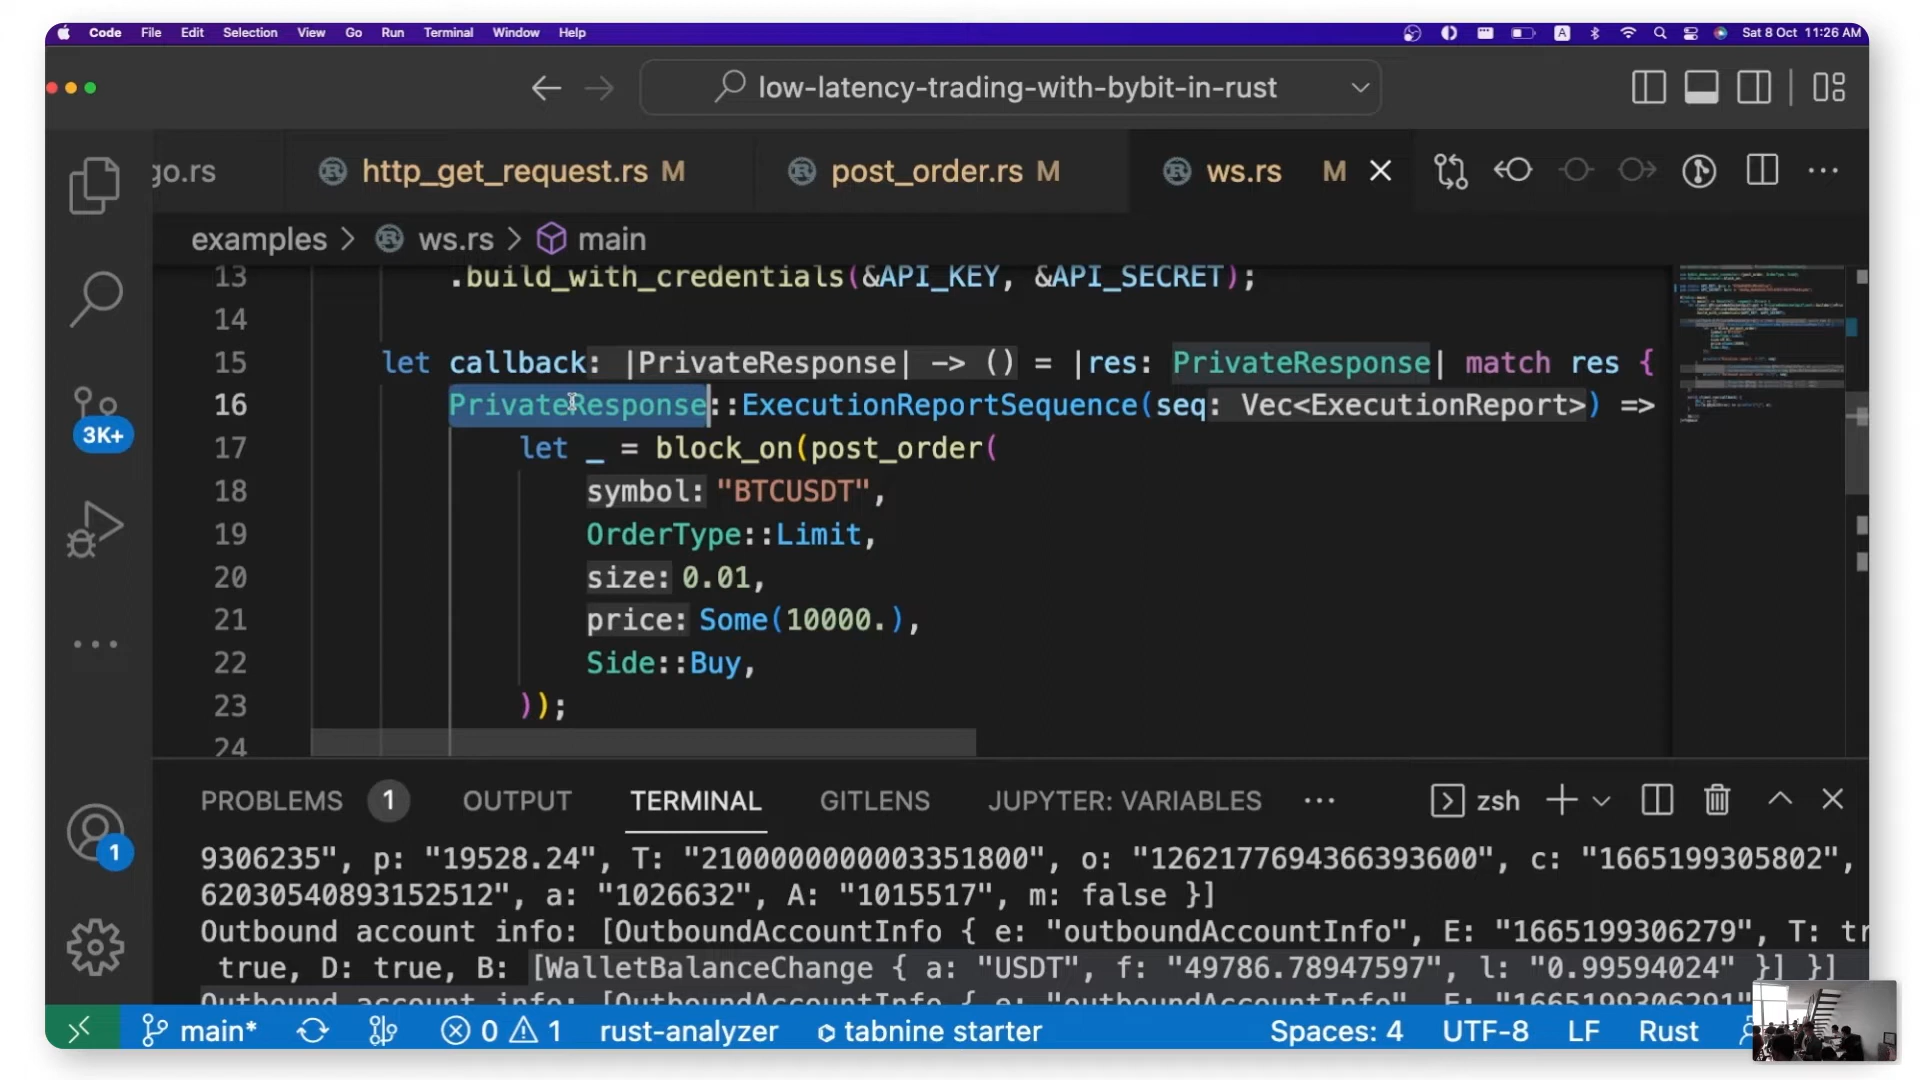 Code File Edit Selection View Go Run Terminal Window Help A Sat 8 Oct 11:26 AM
low-latency-trading-with-bybit-in-rust
go.rs http_get_request.rs M post_order.rs M ws.rs M
examples > ws.rs > main
13 .build_with_credentials(&API_KEY, &API_SECRET);
14
15 let callback: |PrivateResponse| -> () = |res: PrivateResponse| match res {
16 PrivateResponse::ExecutionReportSequence(seq: Vec<ExecutionReport>) =>
17 let _ = block_on(post_order(
18 symbol: "BTCUSDT",
19 OrderType::Limit,
20 size: 0.01,
21 price: Some(10000.),
22 Side::Buy,
23 ));
24
3K+
1
PROBLEMS 1 OUTPUT TERMINAL GITLENS JUPYTER: VARIABLES ··· zsh
9306235", p: "19528.24", T: "2100000000003351800", o: "1262177694366393600", c: "1665199305802",
62030540893152512", a: "1026632", A: "1015517", m: false }]
Outbound account info: [OutboundAccountInfo { e: "outboundAccountInfo", E: "1665199306279", T: tr
true, D: true, B: [WalletBalanceChange { a: "USDT", f: "49786.78947597", l: "0.99594024" }] }]
Outbound account info: [OutboundAccountInfo { e: "outboundAccountInfo", E: "1665199306291"
main* 0 1 rust-analyzer tabnine starter Spaces: 4 UTF-8 LF Rust